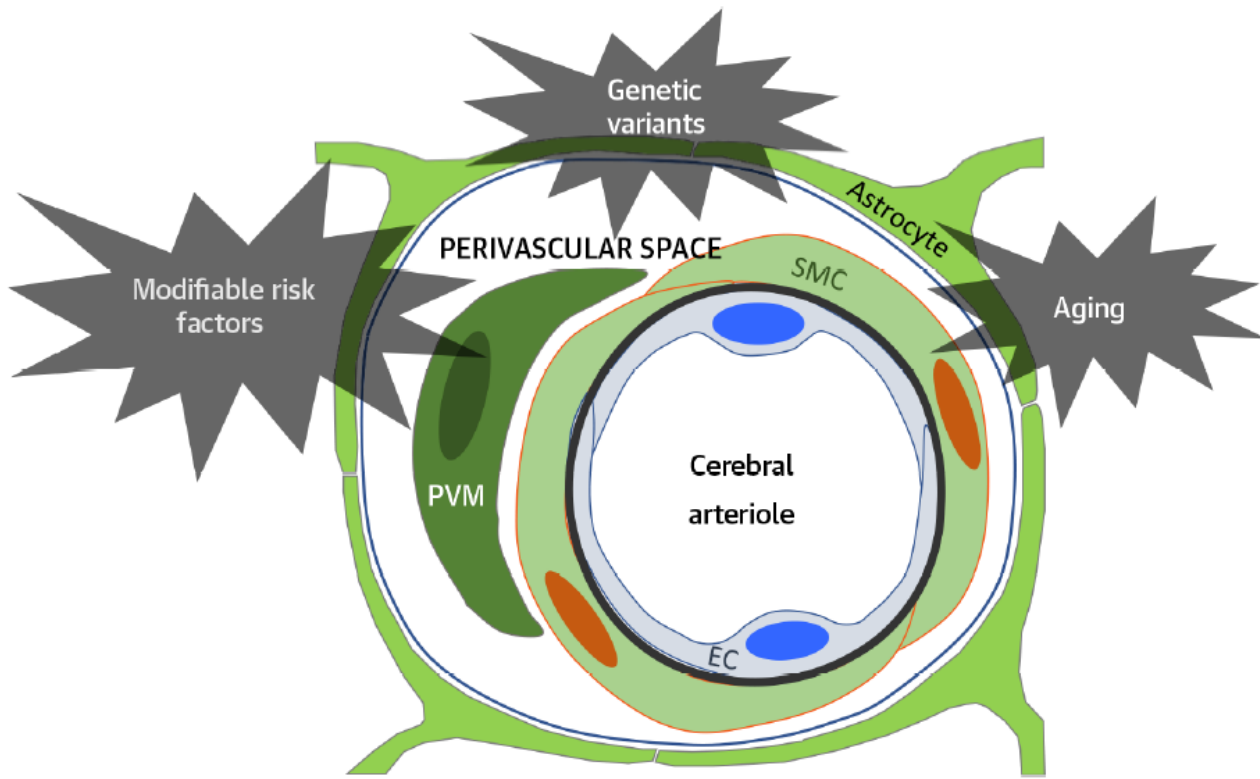 Genetic
variants
Astrocyte
PERIVASCULAR SPACE
SMC
Modifiable risk
factors
Aging
Cerebral
arteriole
PVM
EC